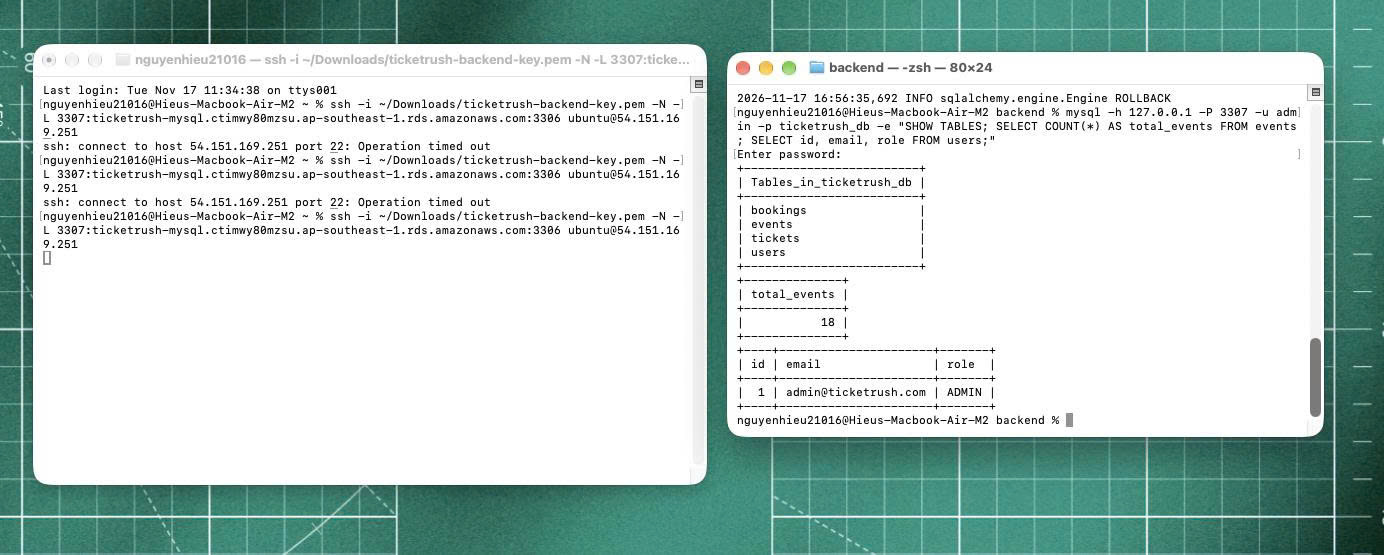 nguyenhieu21016 — ssh -i ~/Downloads/ticketrush-backend-key.pem -N -L 3307:ticke...
Last login: Tue Nov 17 11:34:38 on ttys001
[nguyenhieu21016@Hieus-Macbook-Air-M2 ~ % ssh -i ~/Downloads/ticketrush-backend-key.pem -N -]
L 3307:ticketrush-mysql.ctimwy80mzsu.ap-southeast-1.rds.amazonaws.com:3306 ubuntu@54.151.16
9.251
ssh: connect to host 54.151.169.251 port 22: Operation timed out
[nguyenhieu21016@Hieus-Macbook-Air-M2 ~ % ssh -i ~/Downloads/ticketrush-backend-key.pem -N -]
L 3307:ticketrush-mysql.ctimwy80mzsu.ap-southeast-1.rds.amazonaws.com:3306 ubuntu@54.151.16
9.251
ssh: connect to host 54.151.169.251 port 22: Operation timed out
[nguyenhieu21016@Hieus-Macbook-Air-M2 ~ % ssh -i ~/Downloads/ticketrush-backend-key.pem -N -]
L 3307:ticketrush-mysql.ctimwy80mzsu.ap-southeast-1.rds.amazonaws.com:3306 ubuntu@54.151.16
9.251
backend — -zsh — 80×24
2026-11-17 16:56:35,692 INFO sqlalchemy.engine.Engine ROLLBACK
[nguyenhieu21016@Hieus-Macbook-Air-M2 backend % mysql -h 127.0.0.1 -P 3307 -u adm]
in -p ticketrush_db -e "SHOW TABLES; SELECT COUNT(*) AS total_events FROM events
; SELECT id, email, role FROM users;"
[Enter password: ]
+-------------------------+
| Tables_in_ticketrush_db |
+-------------------------+
| bookings |
| events |
| tickets |
| users |
+-------------------------+
+--------------+
| total_events |
+--------------+
| 18 |
+--------------+
+----+----------------------+-------+
| id | email | role |
+----+----------------------+-------+
| 1 | admin@ticketrush.com | ADMIN |
+----+----------------------+-------+
nguyenhieu21016@Hieus-Macbook-Air-M2 backend %